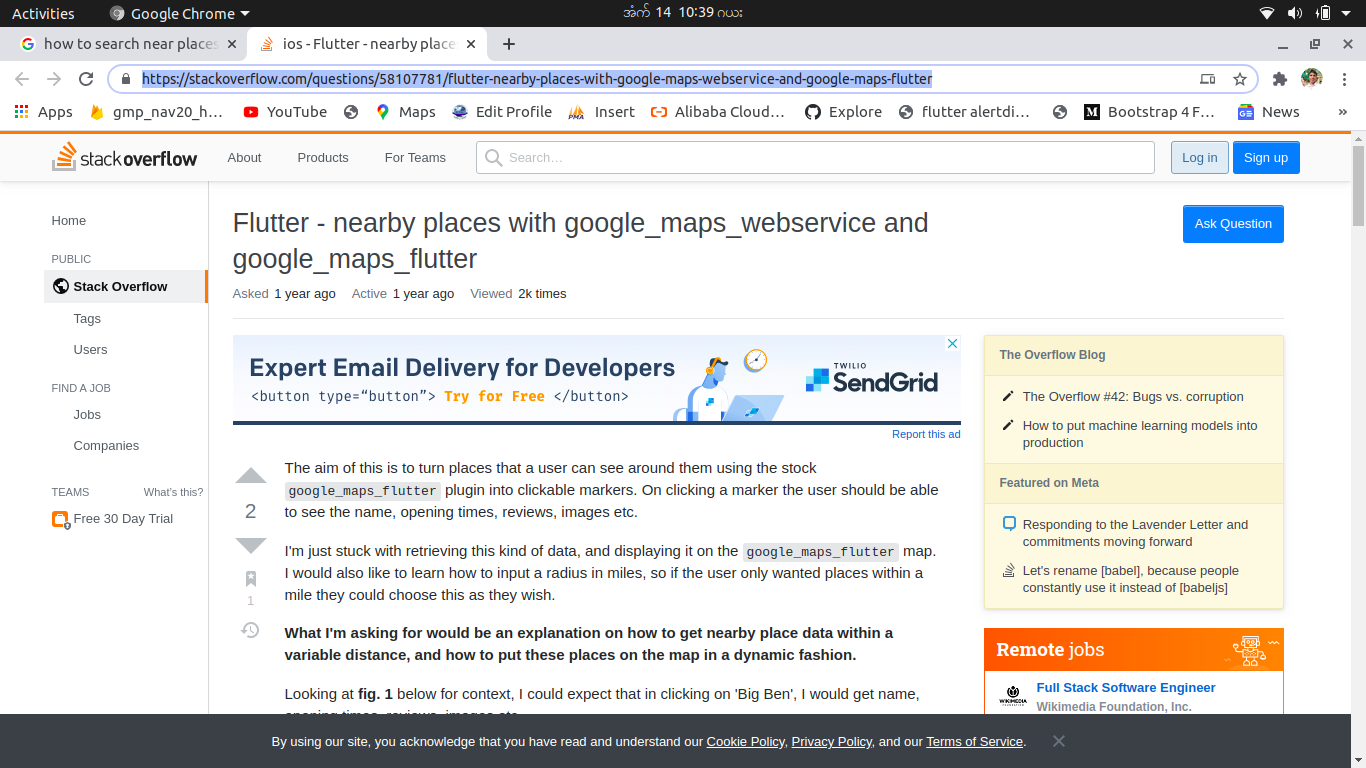 Activities
Google Chrome
အံက် 14 10:39 ဂယး
how to search near places
ios - Flutter - nearby place
https://stackoverflow.com/questions/58107781/flutter-nearby-places-with-google-maps-webservice-and-google-maps-flutter
Apps
gmp_nav20_h...
YouTube
Maps
Edit Profile
PMA
Insert
Alibaba Cloud...
Explore
flutter alertdi...
Bootstrap 4 F...
News
»
stackoverflow
About
Products
For Teams
Search...
Log in
Sign up
Home
PUBLIC
Stack Overflow
Tags
Users
FIND A JOB
Jobs
Companies
TEAMS
What's this?
Free 30 Day Trial
Flutter - nearby places with google_maps_webservice and
google_maps_flutter
Ask Question
Asked 1 year ago Active 1 year ago Viewed 2k times
Expert Email Delivery for Developers
<button type="button"> Try for Free </button>
TWILIO
SendGrid
Report this ad
2
1
The aim of this is to turn places that a user can see around them using the stock
google_maps_flutter plugin into clickable markers. On clicking a marker the user should be able
to see the name, opening times, reviews, images etc.
I'm just stuck with retrieving this kind of data, and displaying it on the google_maps_flutter map.
I would also like to learn how to input a radius in miles, so if the user only wanted places within a
mile they could choose this as they wish.
What I'm asking for would be an explanation on how to get nearby place data within a
variable distance, and how to put these places on the map in a dynamic fashion.
Looking at fig. 1 below for context, I could expect that in clicking on 'Big Ben', I would get name,
opening times, reviews, images etc.
The Overflow Blog
The Overflow #42: Bugs vs. corruption
How to put machine learning models into
production
Featured on Meta
Responding to the Lavender Letter and
commitments moving forward
Let's rename [babel], because people
constantly use it instead of [babeljs]
Remote jobs
Full Stack Software Engineer
Wikimedia Foundation, Inc.
By using our site, you acknowledge that you have read and understand our Cookie Policy, Privacy Policy, and our Terms of Service.